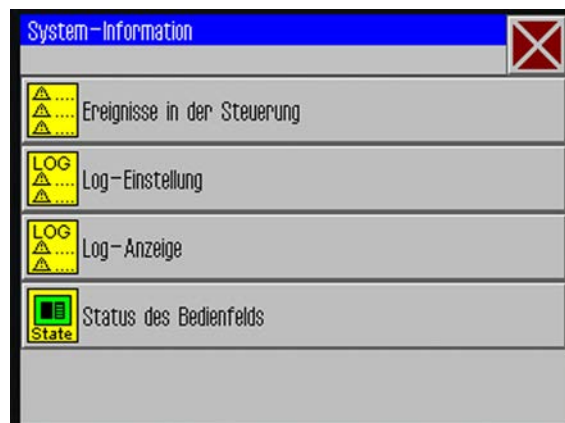 System-Information
Ereignisse in der Steuerung
LOG
Log-Einstellung
LOG
Log-Anzeige
State
Status des Bedienfelds